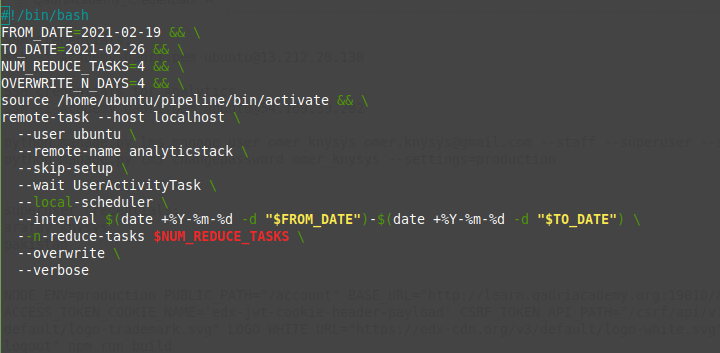 #!/bin/bash
FROM_DATE=2021-02-19 && \
TO_DATE=2021-02-26 && \
NUM_REDUCE_TASKS=4 && \
OVERWRITE_N_DAYS=4 && \
source /home/ubuntu/pipeline/bin/activate && \
remote-task --host localhost \
  --user ubuntu \
  --remote-name analyticstack \
  --skip-setup \
  --wait UserActivityTask \
  --local-scheduler \
  --interval $(date +%Y-%m-%d -d "$FROM_DATE")-$(date +%Y-%m-%d -d "$TO_DATE") \
  --n-reduce-tasks $NUM_REDUCE_TASKS \
  --overwrite \
  --verbose